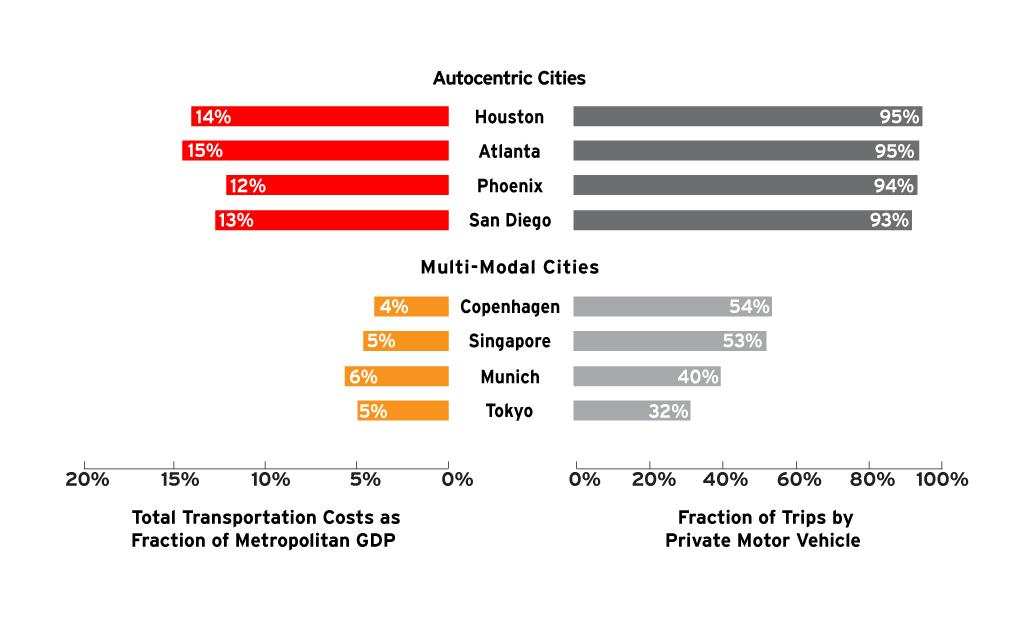 Autocentric Cities
14% Houston 95%
15% Atlanta 95%
12% Phoenix 94%
13% San Diego 93%
Multi-Modal Cities
4% Copenhagen 54%
5% Singapore 53%
6% Munich 40%
5% Tokyo 32%
20% 15% 10% 5% 0% 0% 20% 40% 60% 80% 100%
Total Transportation Costs as
Fraction of Metropolitan GDP
Fraction of Trips by
Private Motor Vehicle